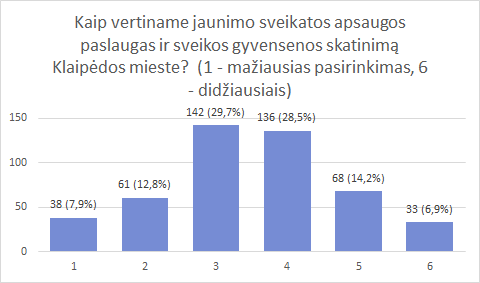 Kaip vertiname jaunimo sveikatos apsaugos
paslaugas ir sveikos gyvensenos skatinimą
Klaipėdos mieste? (1 - mažiausias pasirinkimas, 6
- didžiausiais)
150
100
50
0
38 (7,9%)
61 (12,8%)
142 (29,7%)
136 (28,5%)
68 (14,2%)
33 (6,9%)
1 2 3 4 5 6